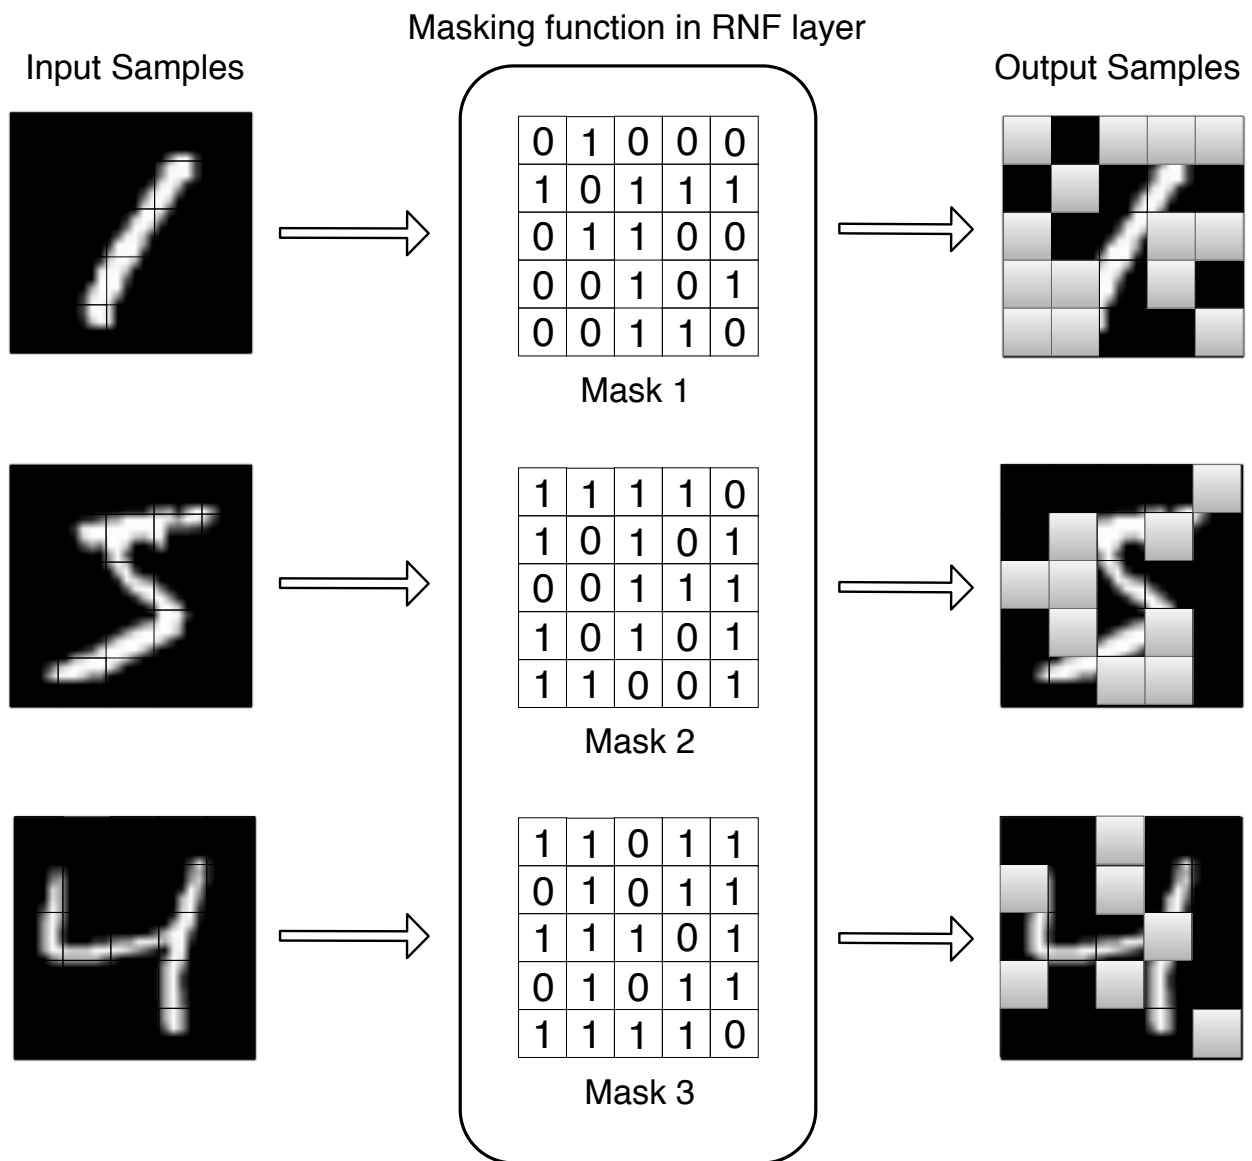 Masking function in RNF layer
Input Samples
Output Samples
0 1 0 0 0
1 0 1 1 1
0 1 1 0 0
0 0 1 0 1
0 0 1 1 0
Mask 1
1 1 1 1 0
1 0 1 0 1
0 0 1 1 1
1 0 1 0 1
1 1 0 0 1
Mask 2
1 1 0 1 1
0 1 0 1 1
1 1 1 0 1
0 1 0 1 1
1 1 1 1 0
Mask 3